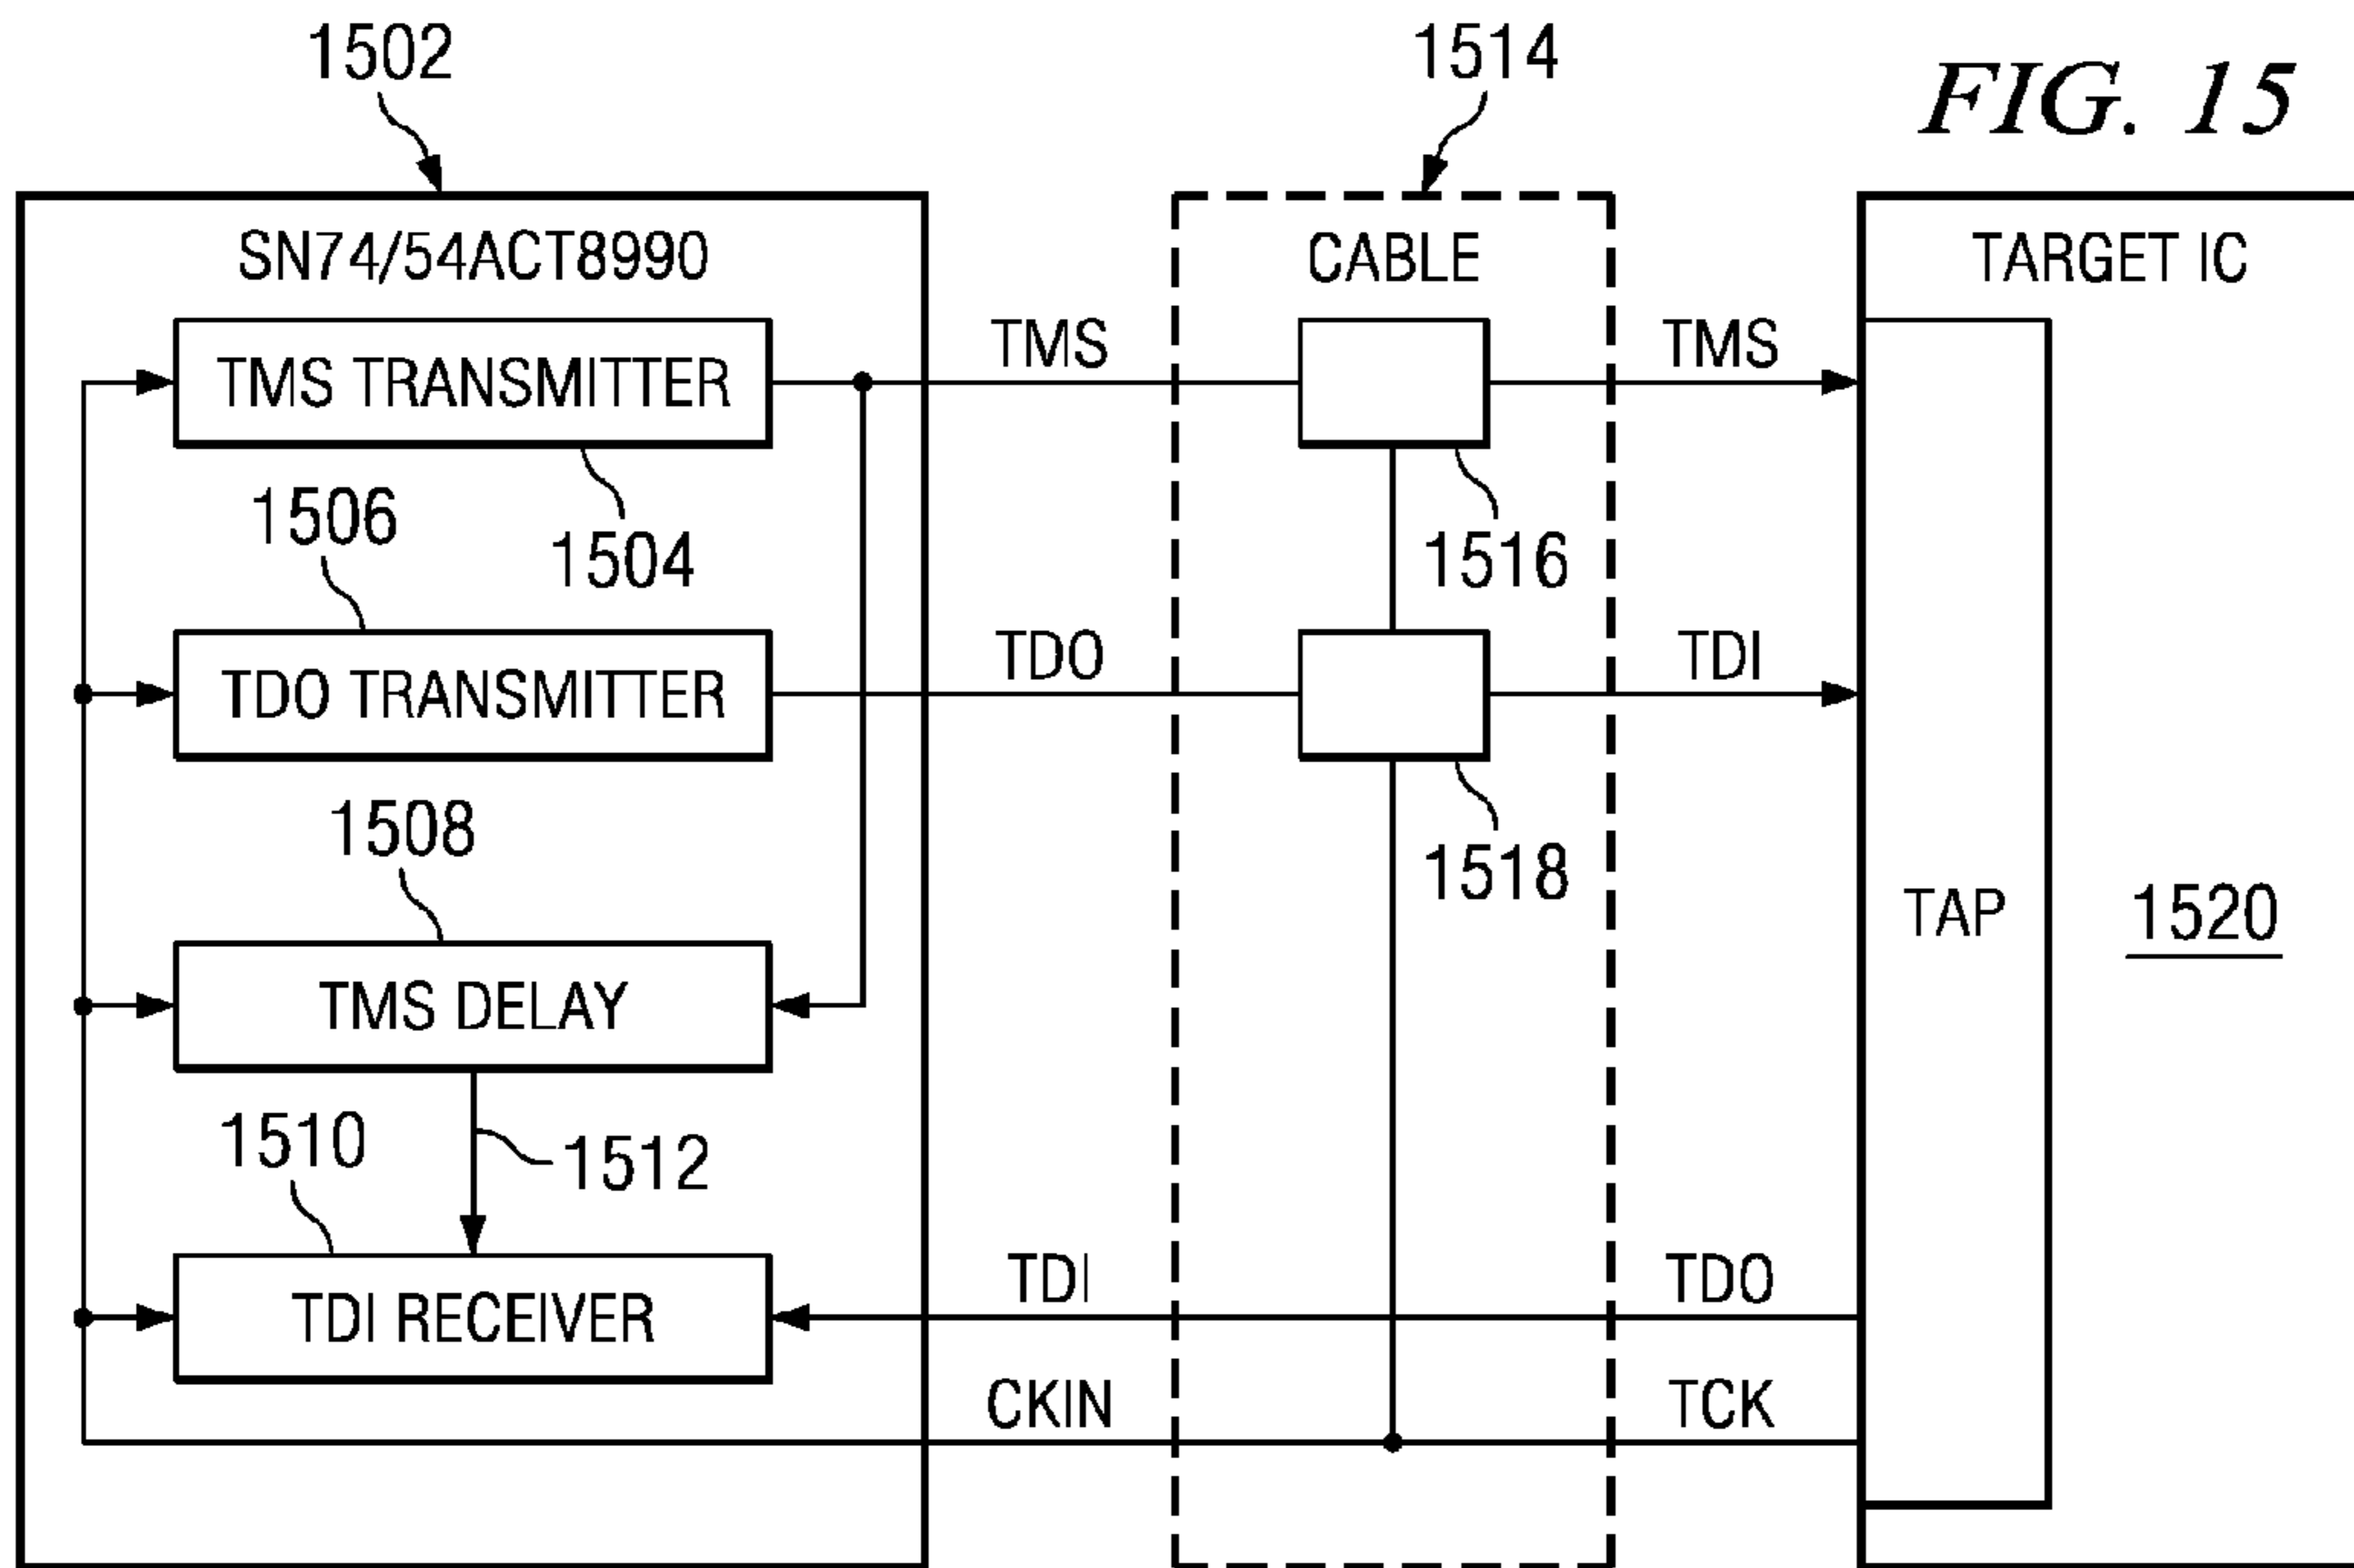 1502
1514
FIG. 15
SN74/54ACT8990
CABLE
TARGET IC
TMS TRANSMITTER
TMS
TMS
1506
1504
1516
TDO TRANSMITTER
TDO
TDI
1508
1518
TAP
1520
TMS DELAY
1510
1512
TDI RECEIVER
TDI
TDO
CKIN
TCK